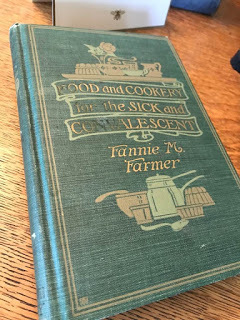 FOOD and COOKERY
for the SICK and
CONVALESCENT
Fannie M.
Farmer